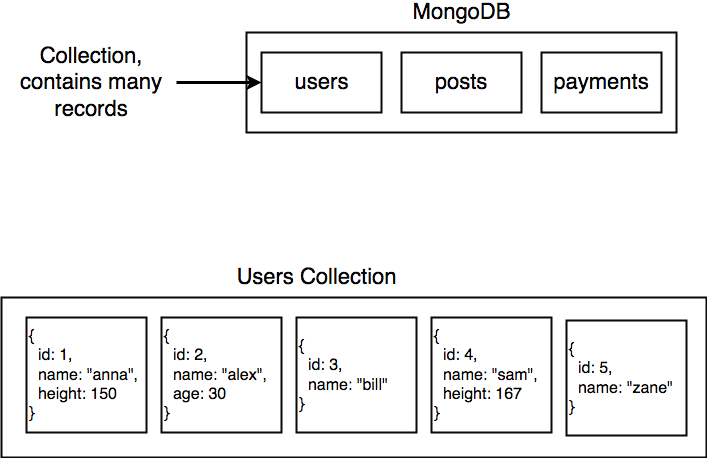 MongoDB
Collection,
contains many
records
users
posts
payments
Users Collection
{
id: 1,
name: "anna",
height: 150
}
{
id: 2,
name: "alex",
age: 30
}
{
id: 3,
name: "bill"
}
{
id: 4,
name: "sam",
height: 167
}
{
id: 5,
name: "zane"
}